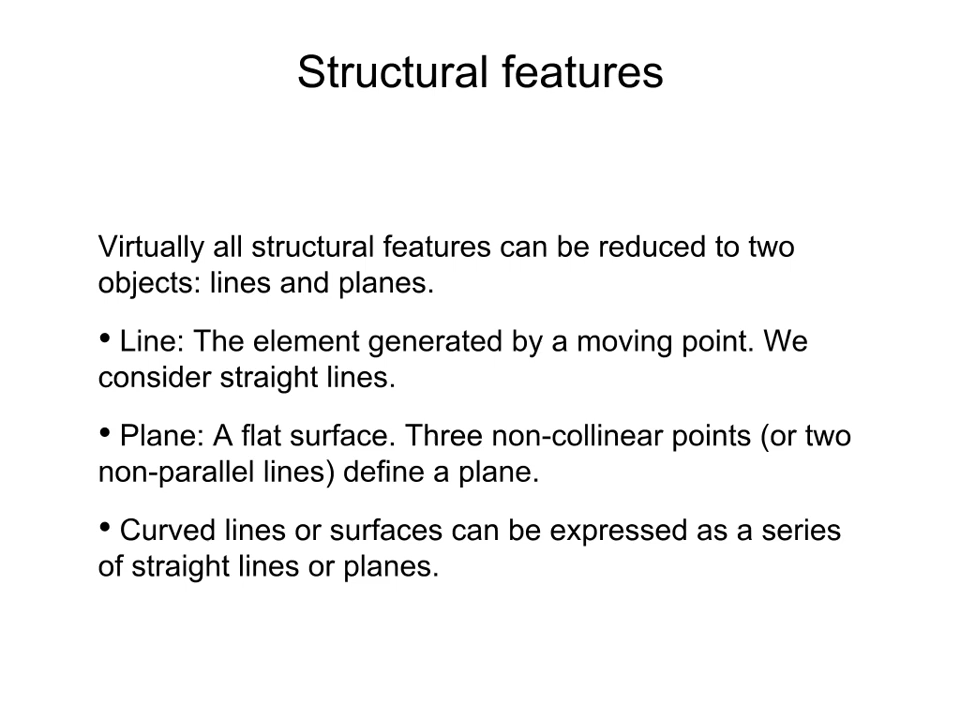 Structural features
Virtually all structural features can be reduced to two
objects: lines and planes.
• Line: The element generated by a moving point. We
consider straight lines.
• Plane: A flat surface. Three non-collinear points (or two
non-parallel lines) define a plane.
• Curved lines or surfaces can be expressed as a series
of straight lines or planes.